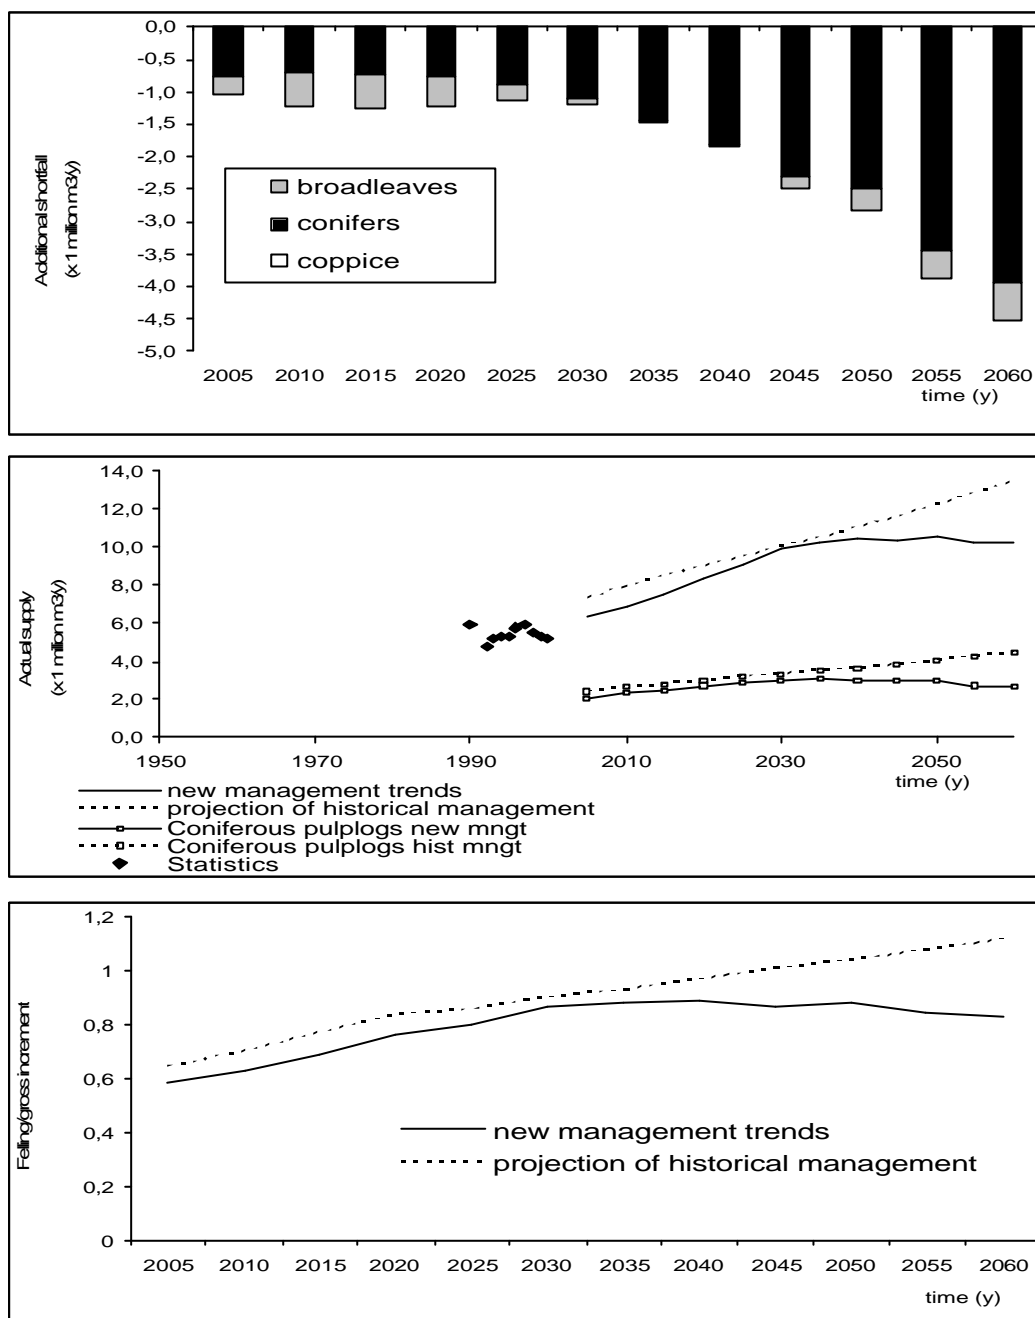 0,0
-0,5
-1,0
-1,5
-2,0
-2,5
-3,0
-3,5
-4,0
-4,5
-5,0
Additional shortfall
(x 1 million m3/y)
broadleaves
conifers
coppice
2005 2010 2015 2020 2025 2030 2035 2040 2045 2050 2055 2060
time (y)
14,0
12,0
10,0
8,0
6,0
4,0
2,0
0,0
Actual supply
(x 1 million m3/y)
1950 1970 1990 2010 2030 2050
time (y)
new management trends
projection of historical management
Coniferous pulplogs new mngt
Coniferous pulplogs hist mngt
Statistics
1,2
1
0,8
0,6
0,4
0,2
0
Felling/gross increment
new management trends
projection of historical management
2005 2010 2015 2020 2025 2030 2035 2040 2045 2050 2055 2060
time (y)